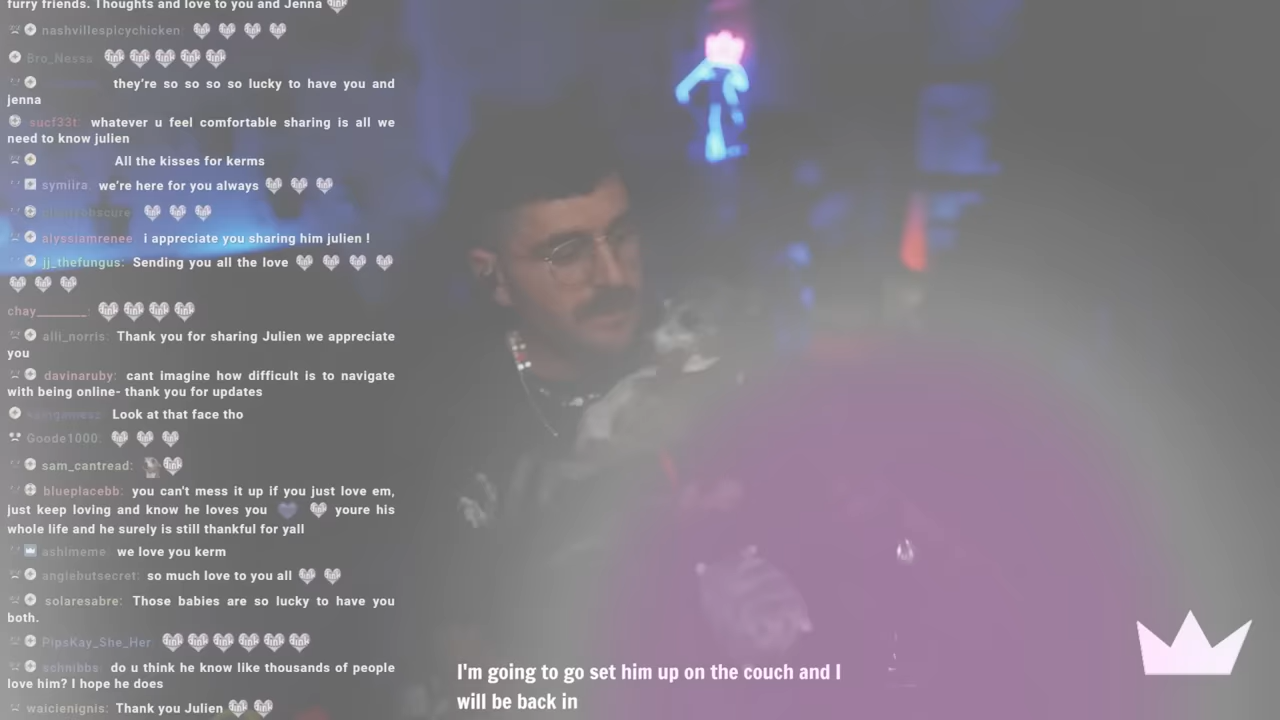 furry friends. Thoughts and love to you and Jenna
nashvillespicychicken:
Bro_Nessa
they're so so so so lucky to have you and
jenna
sucf33t: whatever u feel comfortable sharing is all we
need to know julien
All the kisses for kerms
symiira: we're here for you always
alyssiamrenee i appreciate you sharing him julien !
jj_thefungus: Sending you all the love
chay_______:
alli_norris: Thank you for sharing Julien we appreciate
you
davinaruby: cant imagine how difficult is to navigate
with being online- thank you for updates
Look at that face tho
Goode1000:
sam_cantread:
blueplacebb: you can't mess it up if you just love em,
just keep loving and know he loves you youre his
whole life and he surely is still thankful for yall
ashimeme we love you kerm
angiebutsecret: so much love to you all
solaresabre: Those babies are so lucky to have you
both.
PipsKay_She_Her
schnibbs: do u think he know like thousands of people
love him? I hope he does
waicienignis: Thank you Julien
I'm going to go set him up on the couch and I
will be back in